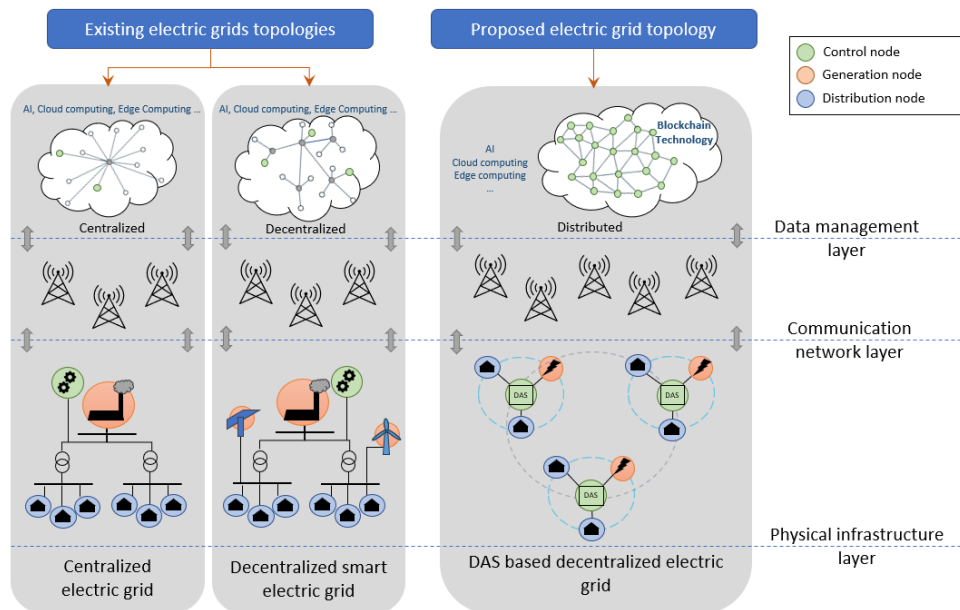 Existing electric grids topologies
Proposed electric grid topology
Control node
Generation node
Distribution node
AI, Cloud computing, Edge Computing ...
AI, Cloud computing, Edge Computing ...
Blockchain
Technology
AI
Cloud computing
Edge computing
...
Centralized
Decentralized
Distributed
Data management
layer
Communication
network layer
DAS
DAS
DAS
Physical infrastructure
layer
Centralized
electric grid
Decentralized smart
electric grid
DAS based decentralized electric
grid